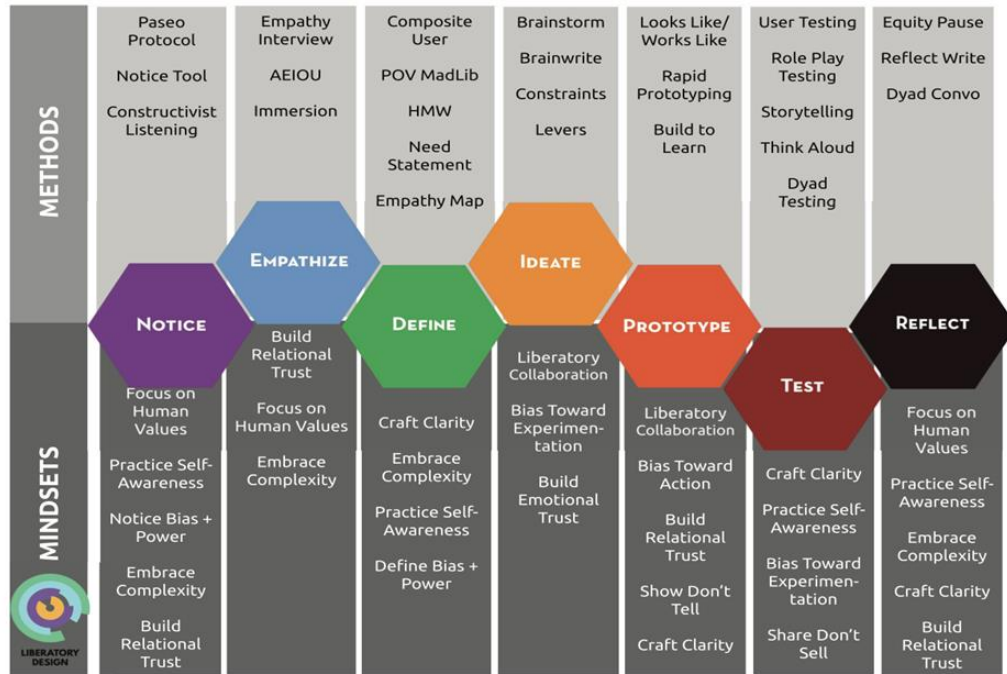 METHODS
Paseo
Protocol
Notice Tool
Constructivist
Listening
Empathy
Interview
AEIOU
Immersion
Composite
User
POV MadLib
HMW
Need
Statement
Empathy Map
Brainstorm
Brainwrite
Constraints
Levers
Looks Like/
Works Like
Rapid
Prototyping
Build to
Learn
User Testing
Role Play
Testing
Storytelling
Think Aloud
Dyad
Testing
Equity Pause
Reflect Write
Dyad Convo
NOTICE
EMPATHIZE
DEFINE
IDEATE
PROTOTYPE
TEST
REFLECT
MINDSETS
Focus on
Human
Values
Practice Self-
Awareness
Notice Bias +
Power
Embrace
Complexity
Build
Relational
Trust
Build
Relational
Trust
Focus on
Human Values
Embrace
Complexity
Craft Clarity
Embrace
Complexity
Practice Self-
Awareness
Define Bias +
Power
Liberatory
Collaboration
Bias Toward
Experimen-
tation
Build
Emotional
Trust
Liberatory
Collaboration
Bias Toward
Action
Build
Relational
Trust
Show Don't
Tell
Craft Clarity
Craft Clarity
Practice Self-
Awareness
Bias Toward
Experimen-
tation
Share Don't
Sell
Focus on
Human
Values
Practice Self-
Awareness
Embrace
Complexity
Craft Clarity
Build
Relational
Trust
LIBERATORY
DESIGN